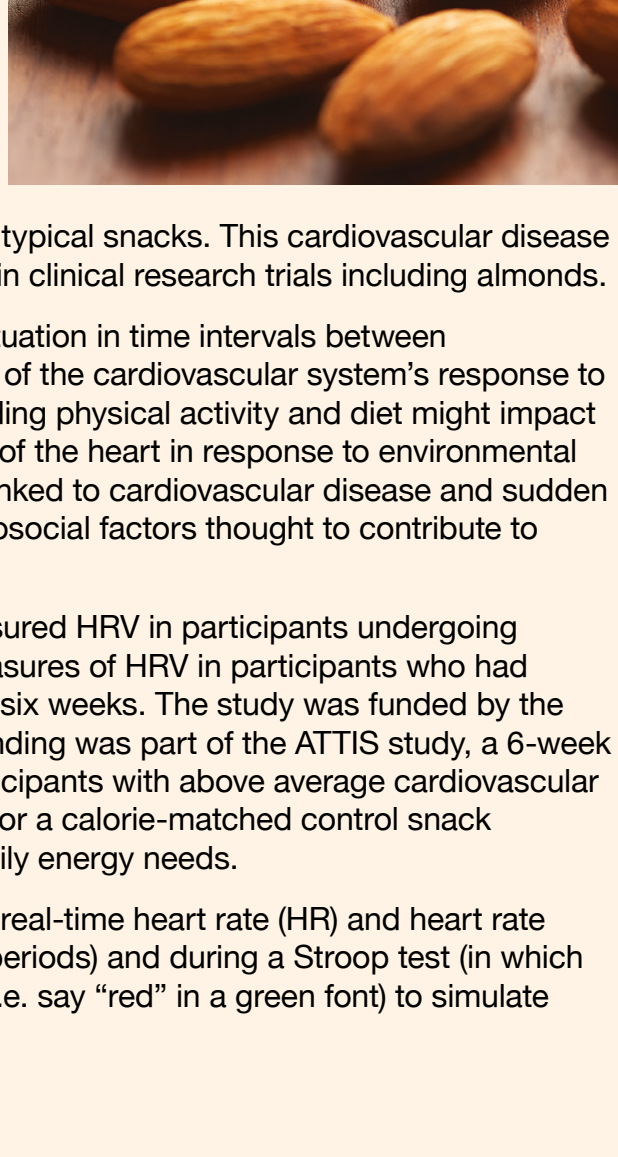 typical snacks. This cardiovascular disease
in clinical research trials including almonds.
tuation in time intervals between
of the cardiovascular system’s response to
ling physical activity and diet might impact
of the heart in response to environmental
nked to cardiovascular disease and sudden
osocial factors thought to contribute to
sured HRV in participants undergoing
asures of HRV in participants who had
six weeks. The study was funded by the
nding was part of the ATTIS study, a 6-week
cipants with above average cardiovascular
or a calorie-matched control snack
ily energy needs.
real-time heart rate (HR) and heart rate
periods) and during a Stroop test (in which
.e. say “red” in a green font) to simulate